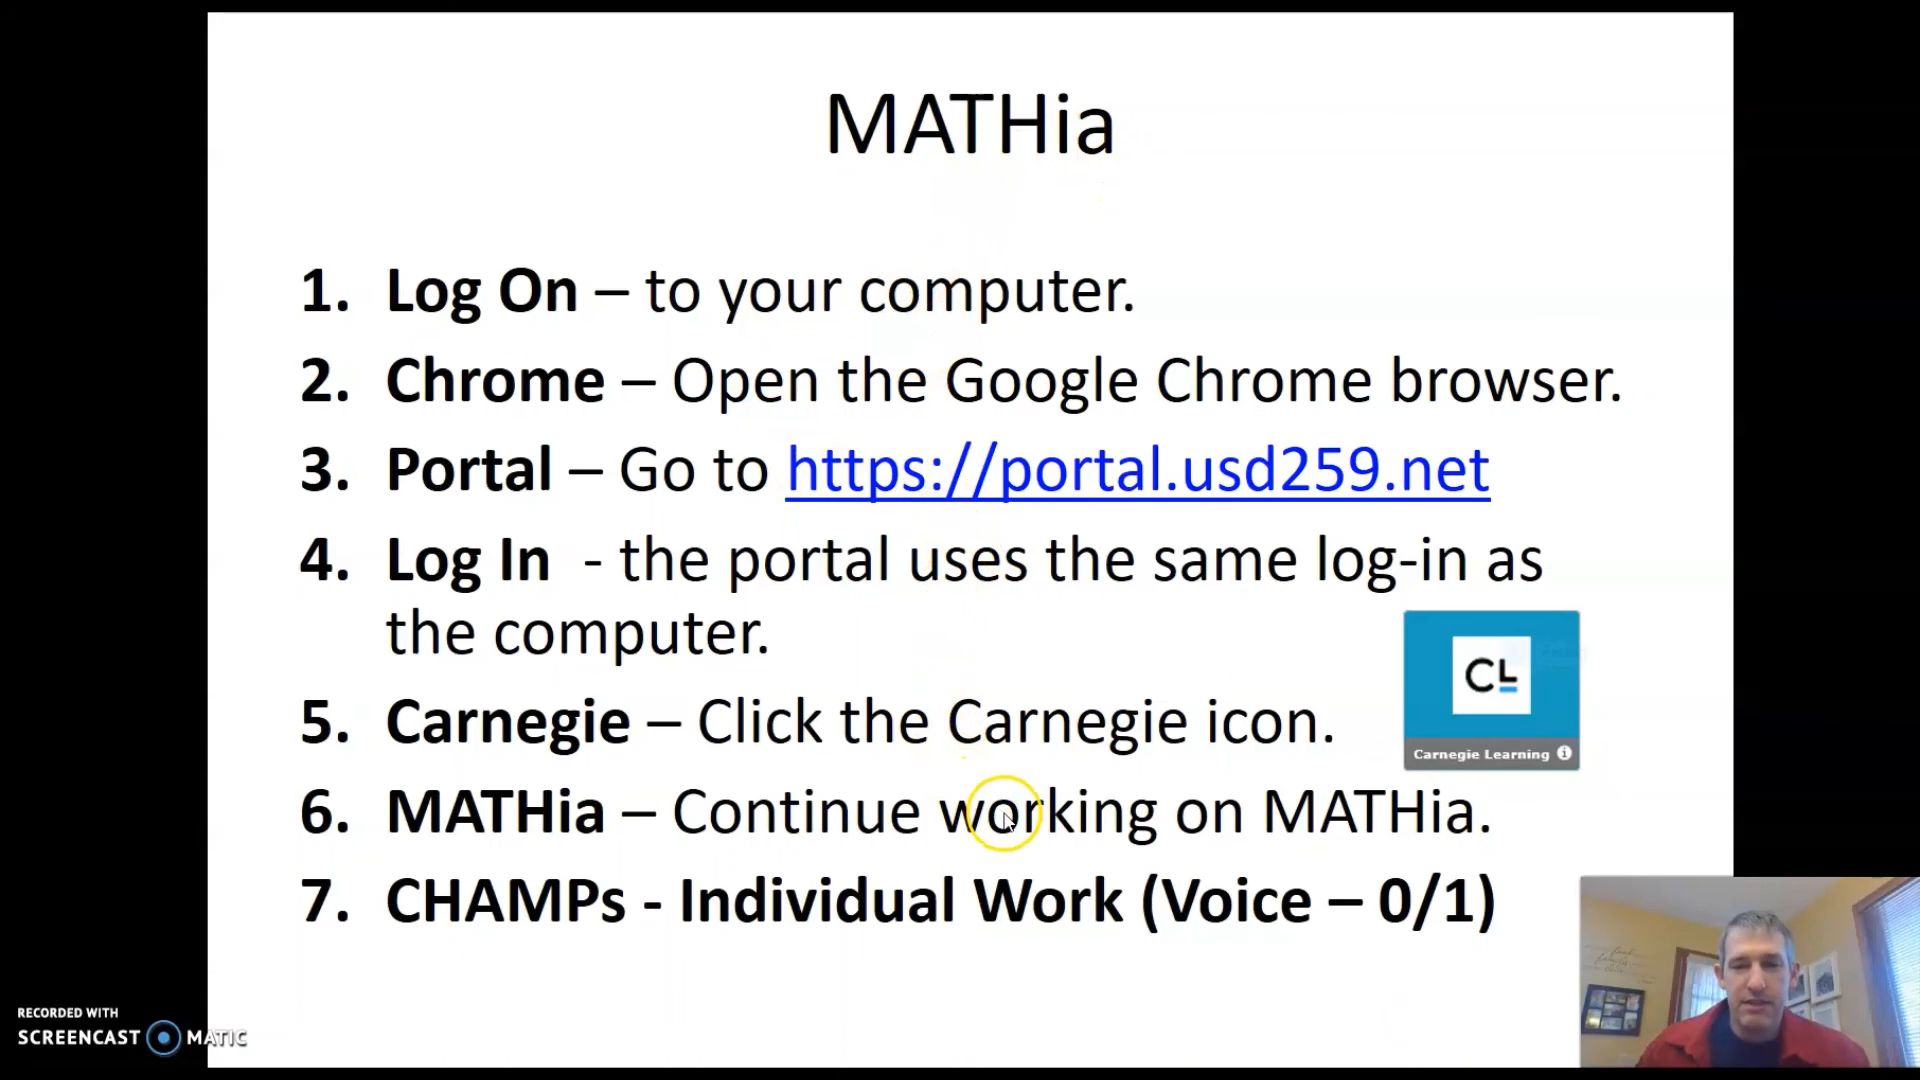 MATHia
1. Log On – to your computer.
2. Chrome – Open the Google Chrome browser.
3. Portal – Go to https://portal.usd259.net
4. Log In - the portal uses the same log-in as
the computer.
CL
Carnegie Learning i
5. Carnegie – Click the Carnegie icon.
6. MATHia – Continue working on MATHia.
7. CHAMPs - Individual Work (Voice – 0/1)
RECORDED WITH
SCREENCAST MATIC